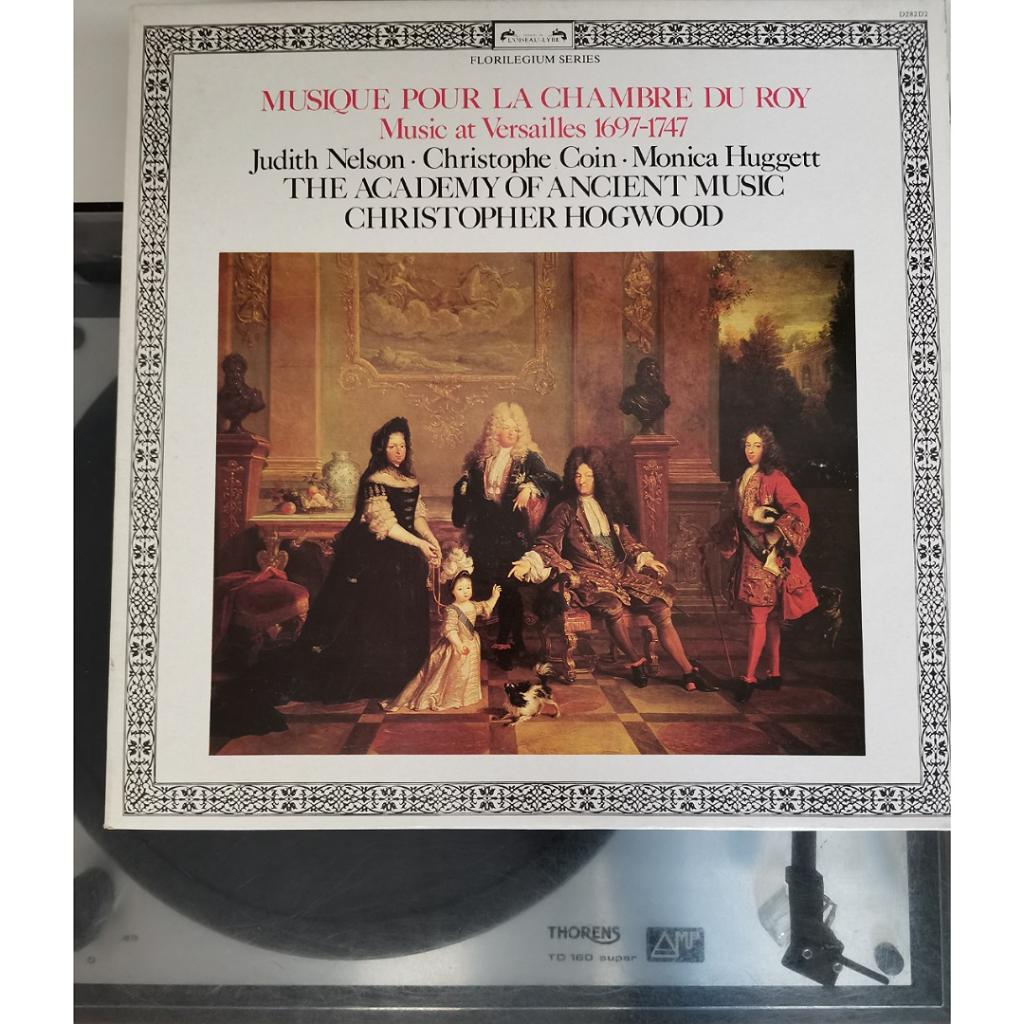 D282D2
L'OISEAU-LYRE
FLORILEGIUM SERIES
MUSIQUE POUR LA CHAMBRE DU ROY
Music at Versailles 1697-1747
Judith Nelson · Christophe Coin · Monica Huggett
THE ACADEMY OF ANCIENT MUSIC
CHRISTOPHER HOGWOOD
THORENS
TD 160 super